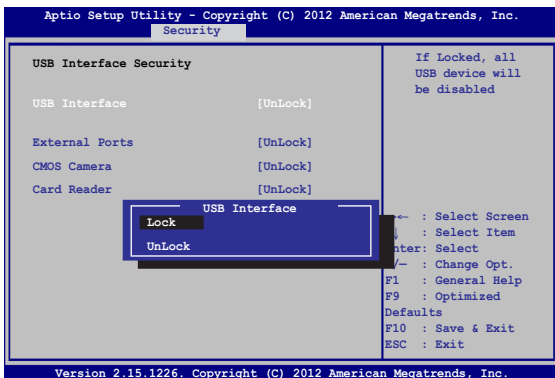 Aptio Setup Utility - Copyright (C) 2012 American Megatrends, Inc.
Security
USB Interface Security
USB Interface [UnLock]
External Ports [UnLock]
CMOS Camera [UnLock]
Card Reader [UnLock]
USB Interface
Lock
UnLock
If Locked, all
USB device will
be disabled
←  : Select Screen
↓  : Select Item
nter: Select
/—  : Change Opt.
F1  : General Help
F9  : Optimized
Defaults
F10  : Save & Exit
ESC  : Exit
Version 2.15.1226. Copyright (C) 2012 American Megatrends, Inc.